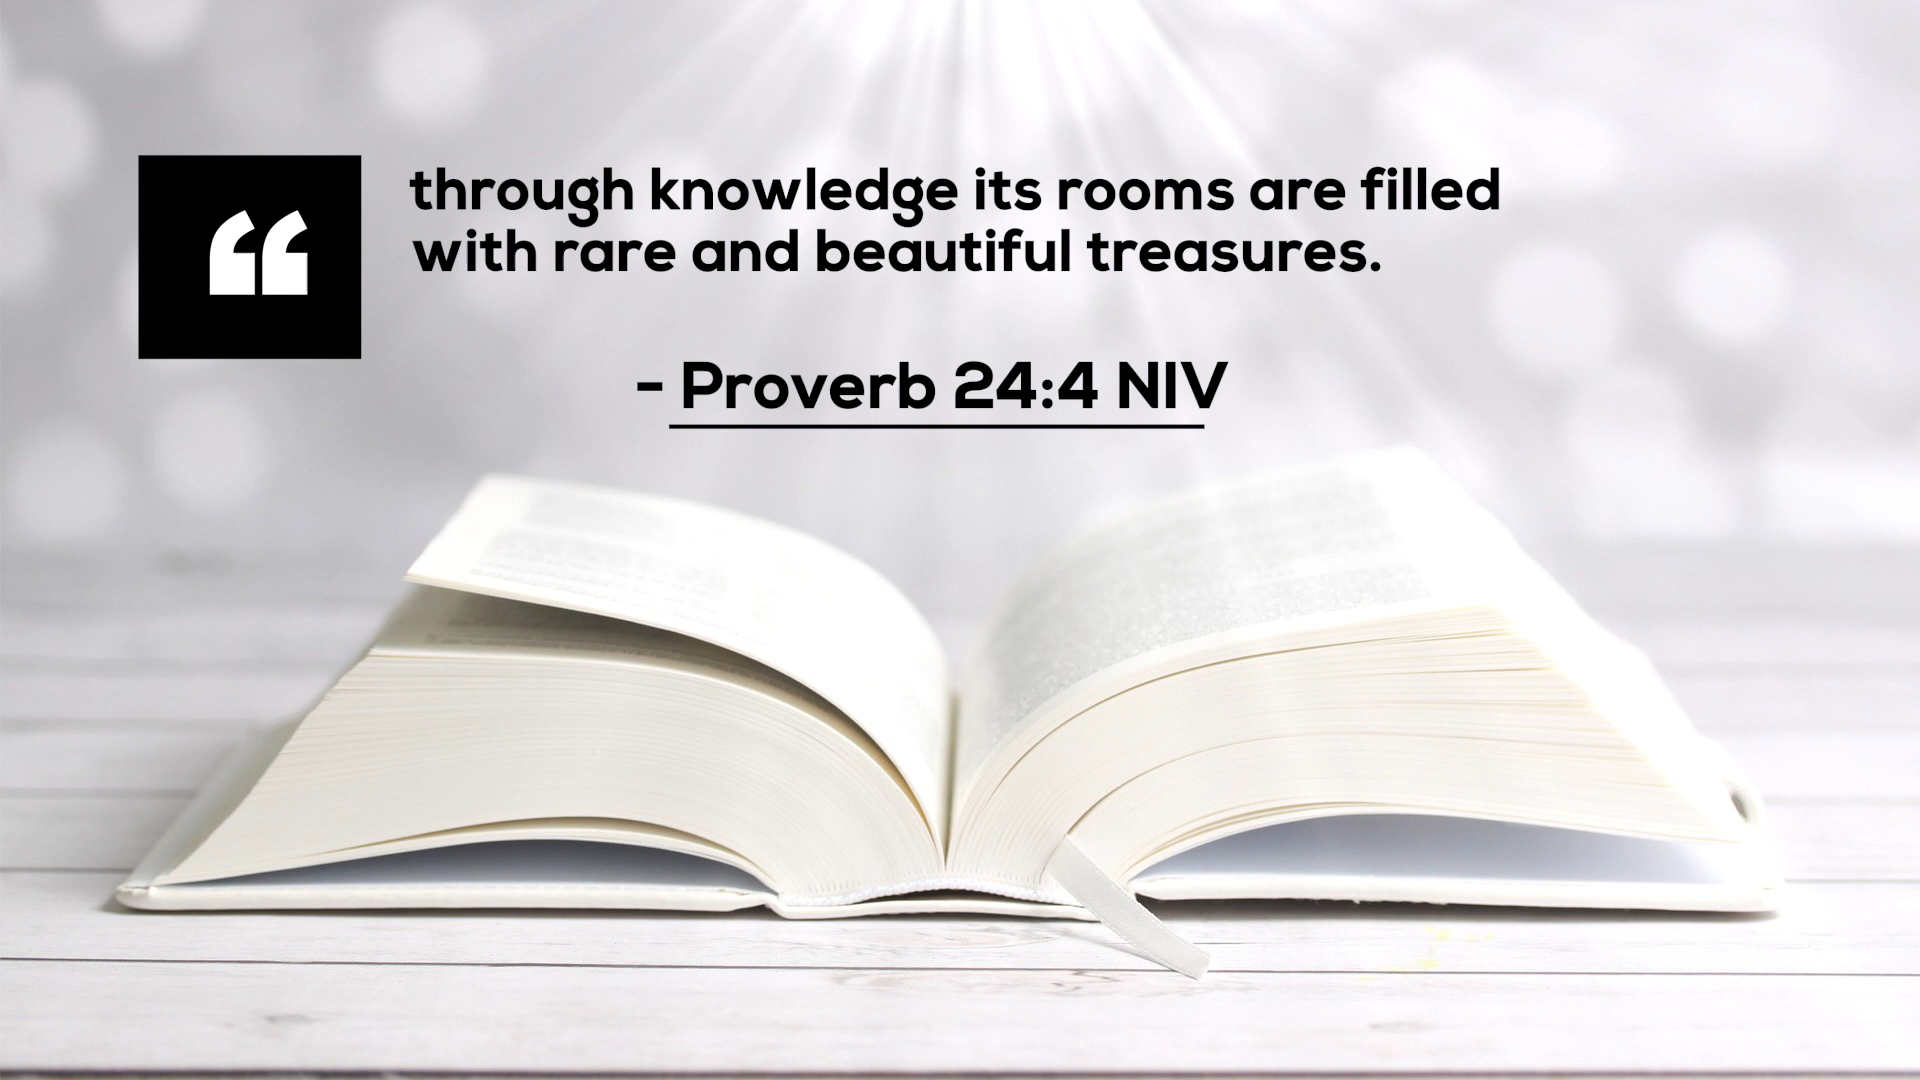 “
through knowledge its rooms are filled
with rare and beautiful treasures.
- Proverb 24:4 NIV